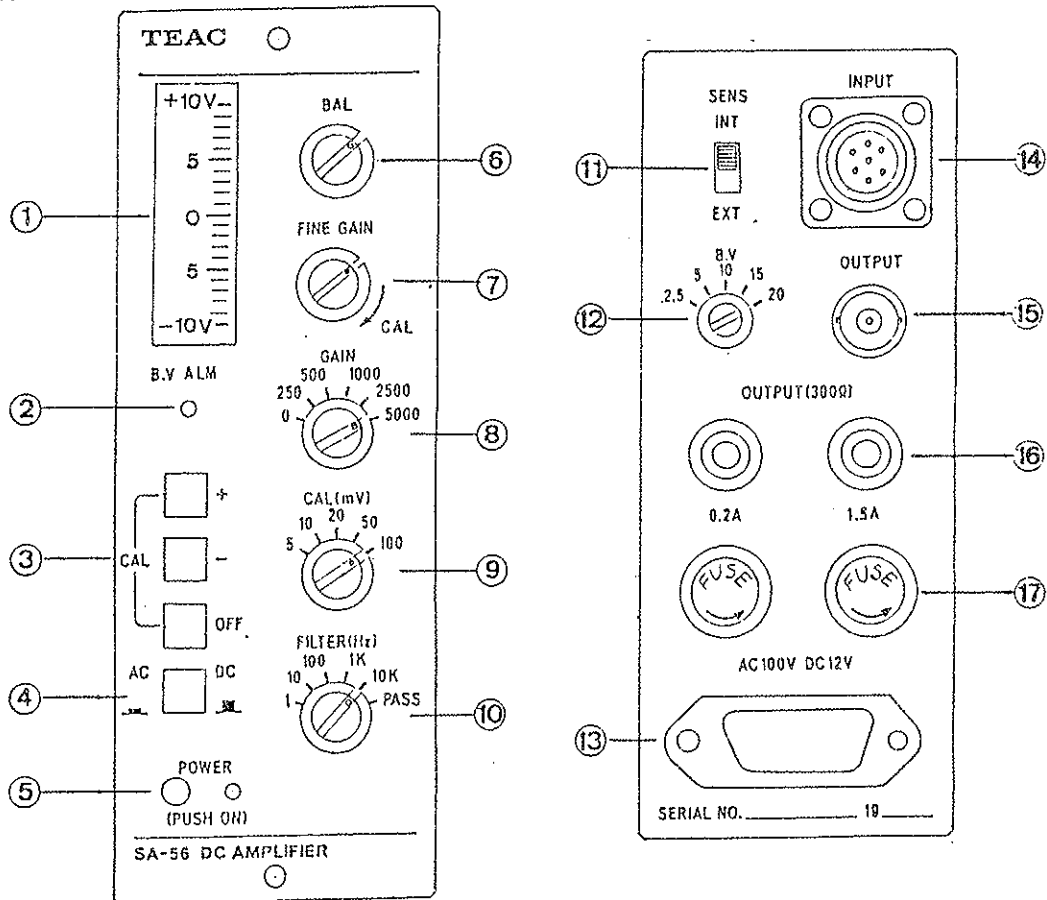 TEAC
+10V
5
0
5
-10V
①
B.V ALM
②
+
③ CAL -
OFF
④ AC DC
POWER
⑤
(PUSH ON)
SA-56 DC AMPLIFIER
BAL
⑥
FINE GAIN
⑦
CAL
GAIN
0 250 500 1000 2500 5000
⑧
CAL(mV)
5 10 20 50 100
⑨
FILTER(Hz)
1 10 100 1K 10K PASS
⑩
SENS
INT
⑪
EXT
INPUT
⑭
B.V
2.5 5 10 15 20
⑫
OUTPUT
⑮
OUTPUT(300Ω)
⑯
0.2A 1.5A
FUSE FUSE
⑰
AC100V DC12V
⑬
SERIAL NO. 19